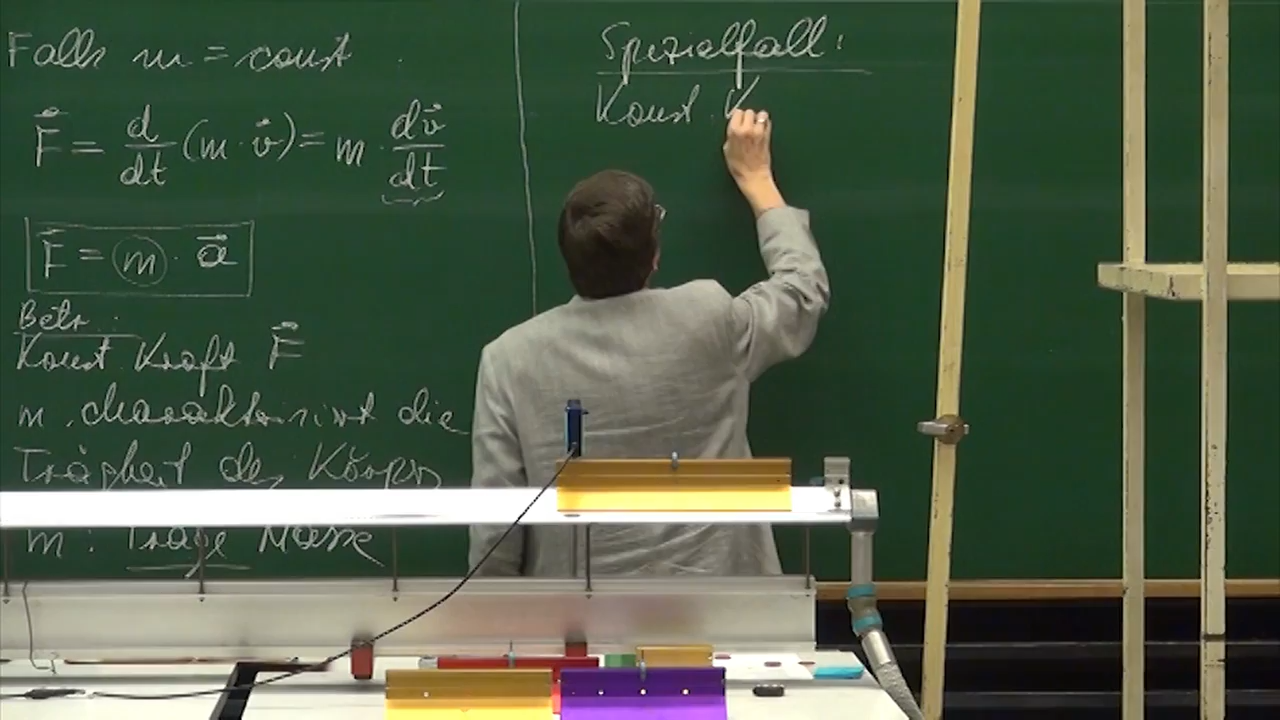 Falls m = const
F⃗ = d/dt (m · v⃗) = m · dv⃗/dt
F⃗ = m · a⃗
Betr.:
Konst Kraft F⃗
m charakterisiert die
Trägheit des Körpers
m: Träge Masse
Spezialfall:
Konst. K